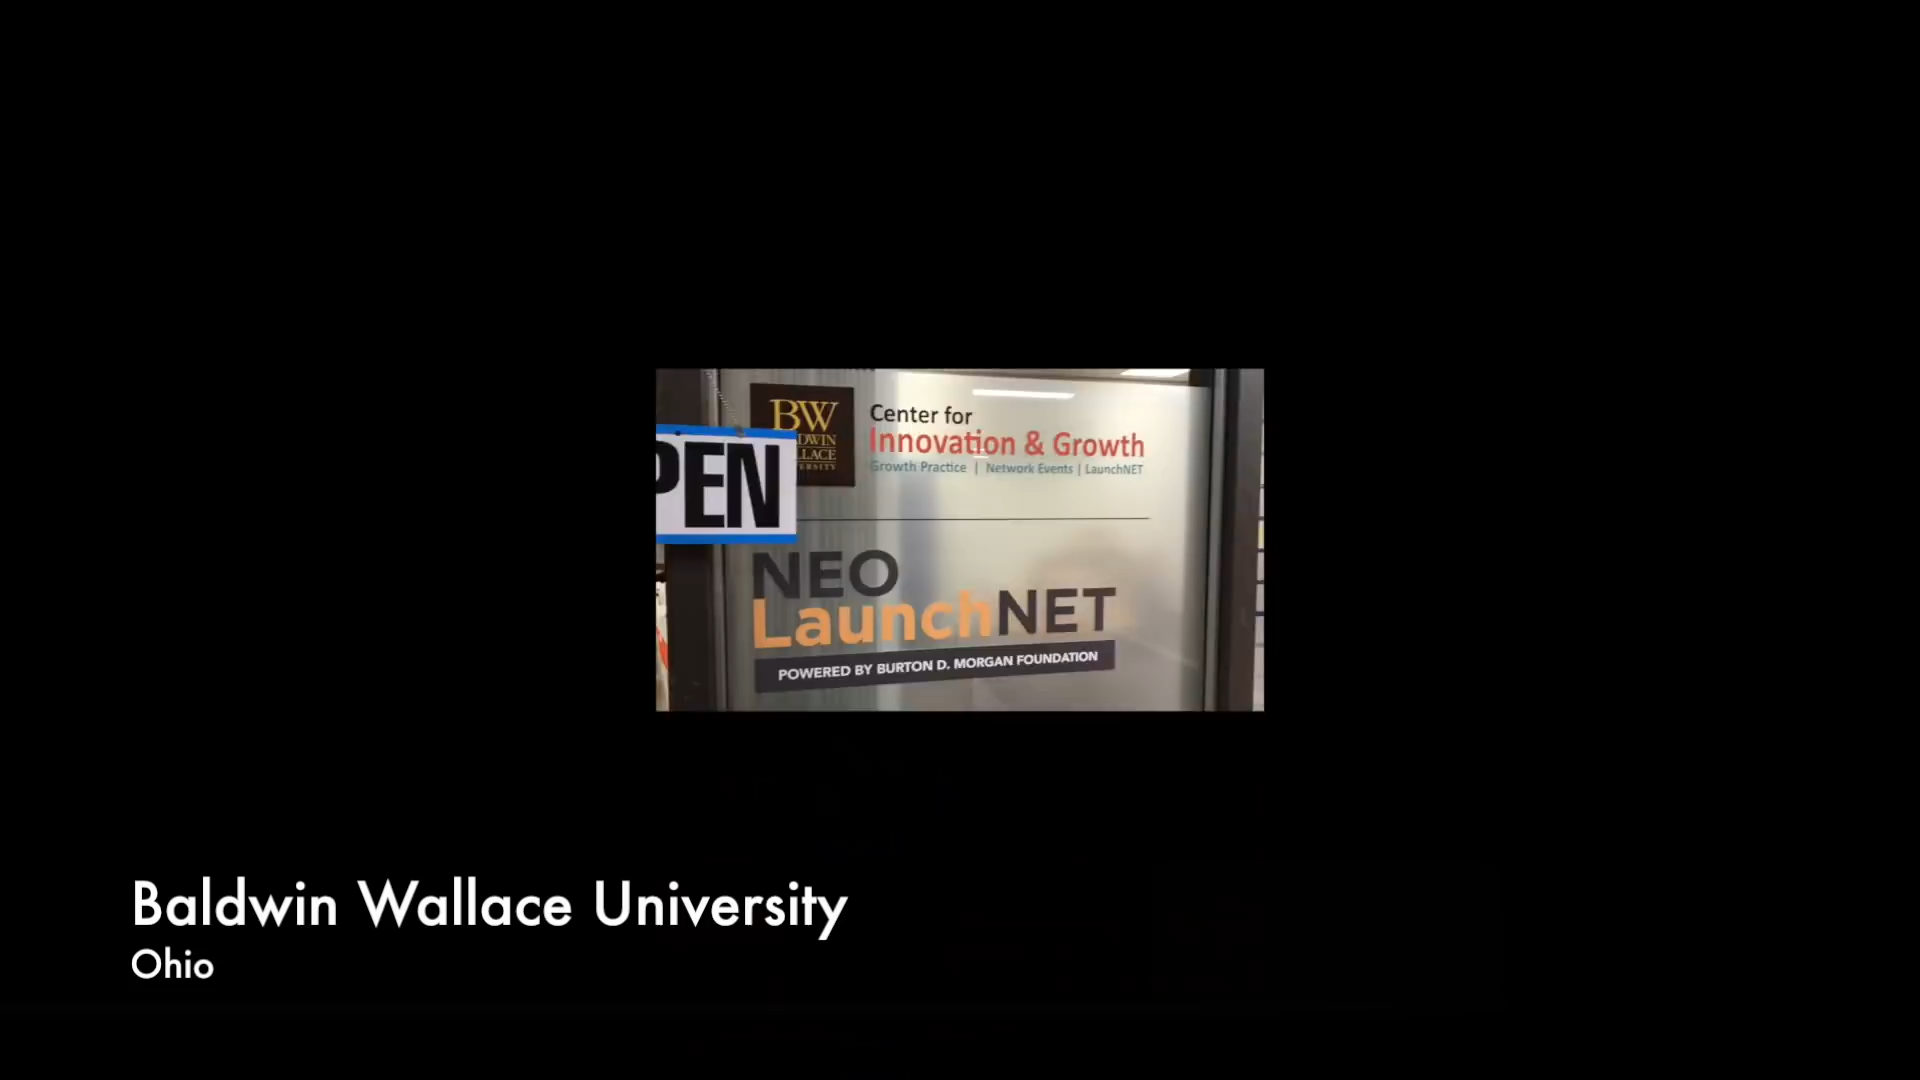 BW
Center for
Innovation & Growth
Growth Practice | Network Events | LaunchNET
PEN
NEO
LaunchNET
POWERED BY BURTON D. MORGAN FOUNDATION
Baldwin Wallace University
Ohio